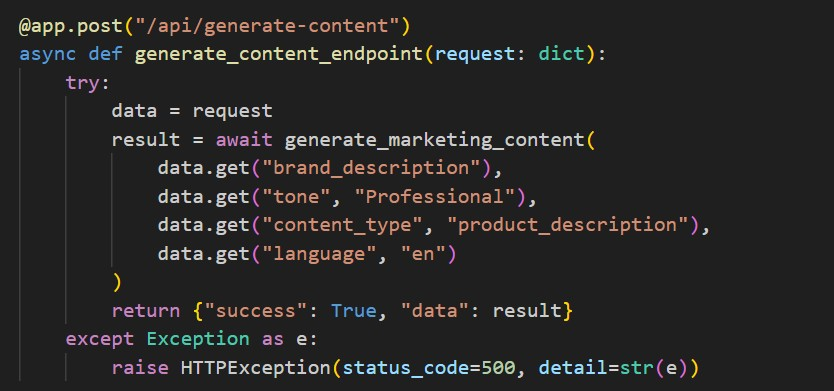 @app.post("/api/generate-content")
async def generate_content_endpoint(request: dict):
    try:
        data = request
        result = await generate_marketing_content(
            data.get("brand_description"),
            data.get("tone", "Professional"),
            data.get("content_type", "product_description"),
            data.get("language", "en")
        )
        return {"success": True, "data": result}
    except Exception as e:
        raise HTTPException(status_code=500, detail=str(e))